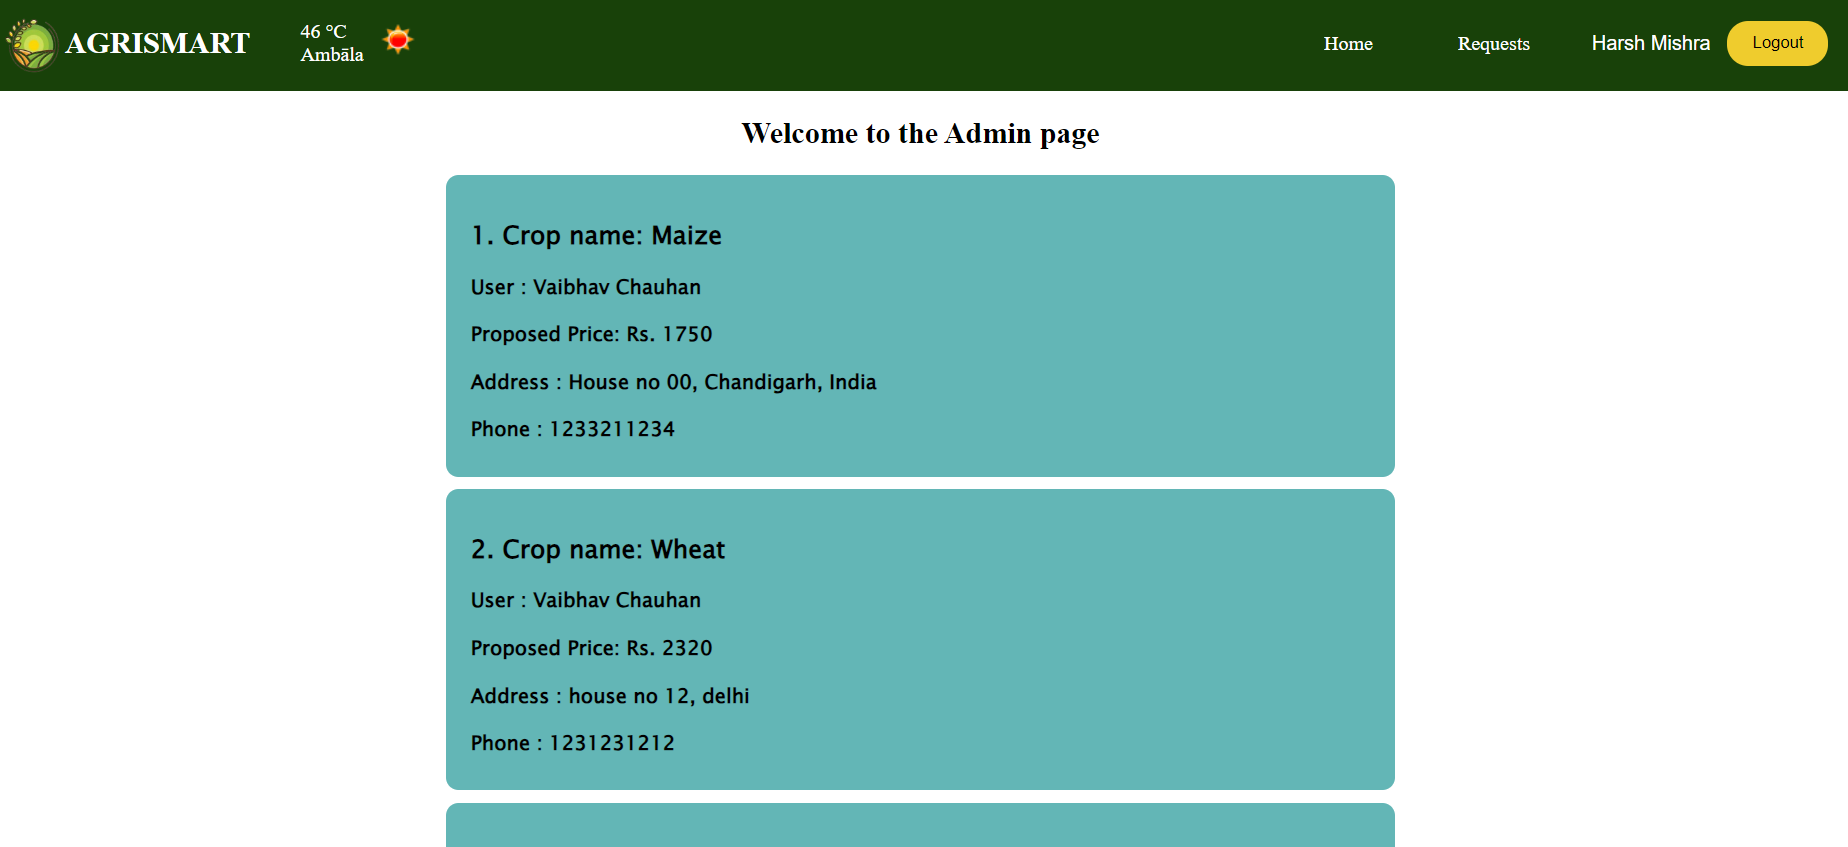 AGRISMART
46 °C
Ambāla
Home
Requests
Harsh Mishra
Logout
Welcome to the Admin page
1. Crop name: Maize
User : Vaibhav Chauhan
Proposed Price: Rs. 1750
Address : House no 00, Chandigarh, India
Phone : 1233211234
2. Crop name: Wheat
User : Vaibhav Chauhan
Proposed Price: Rs. 2320
Address : house no 12, delhi
Phone : 1231231212